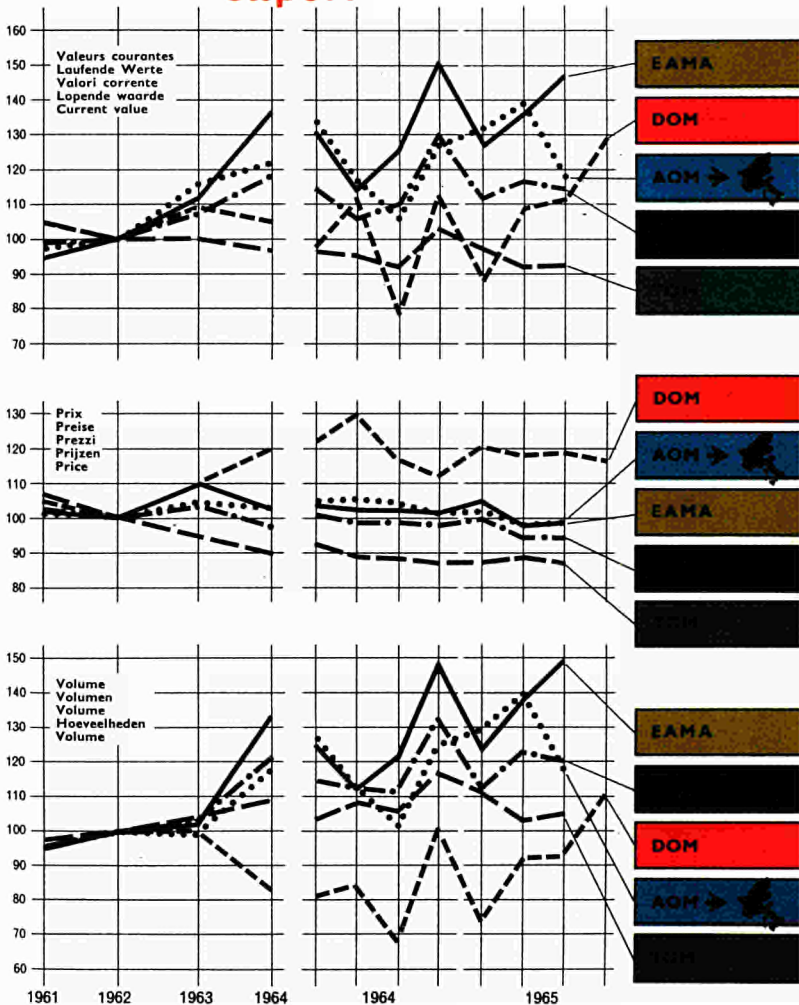 160
150
140
130
120
110
100
90
80
70
Valeurs courantes
Laufende Werte
Valori corrente
Lopende waarde
Current value
EAMA
DOM
AOM
130
120
110
100
90
80
Prix
Preise
Prezzi
Prijzen
Price
DOM
AOM
EAMA
150
140
130
120
110
100
90
80
70
60
Volume
Volumen
Volume
Hoeveelheden
Volume
EAMA
DOM
AOM
TOM
1961 1962 1963 1964 1964 1965